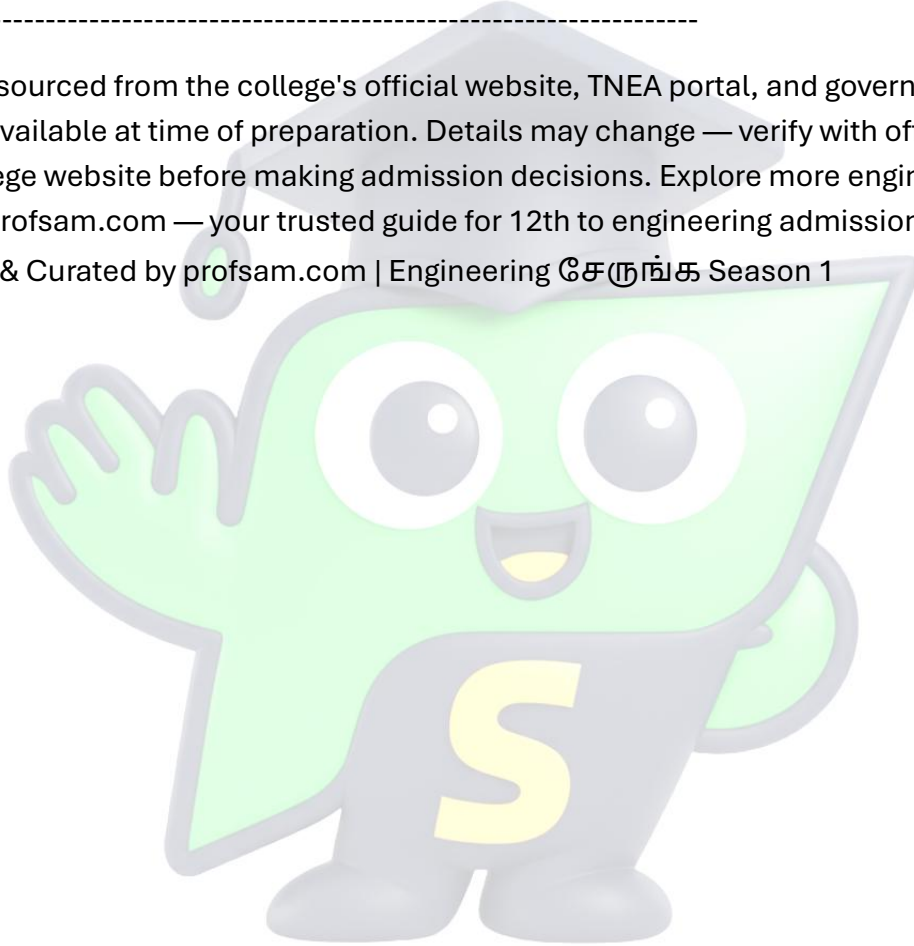 sourced from the college's official website, TNEA portal, and govern
vailable at time of preparation. Details may change — verify with of
ege website before making admission decisions. Explore more engin
rofsam.com — your trusted guide for 12th to engineering admission
& Curated by profsam.com | Engineering சேருங்க Season 1
S